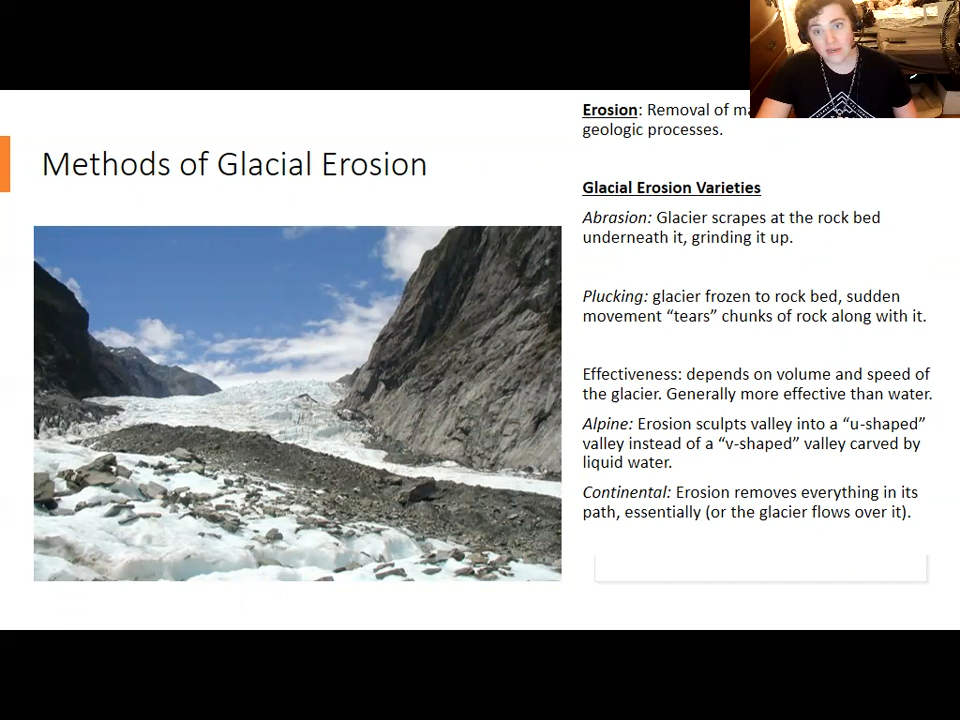 Methods of Glacial Erosion
Erosion: Removal of
geologic processes.
Glacial Erosion Varieties
Abrasion: Glacier scrapes at the rock bed
underneath it, grinding it up.
Plucking: glacier frozen to rock bed, sudden
movement “tears” chunks of rock along with it.
Effectiveness: depends on volume and speed of
the glacier. Generally more effective than water.
Alpine: Erosion sculpts valley into a “u-shaped”
valley instead of a “v-shaped” valley carved by
liquid water.
Continental: Erosion removes everything in its
path, essentially (or the glacier flows over it).